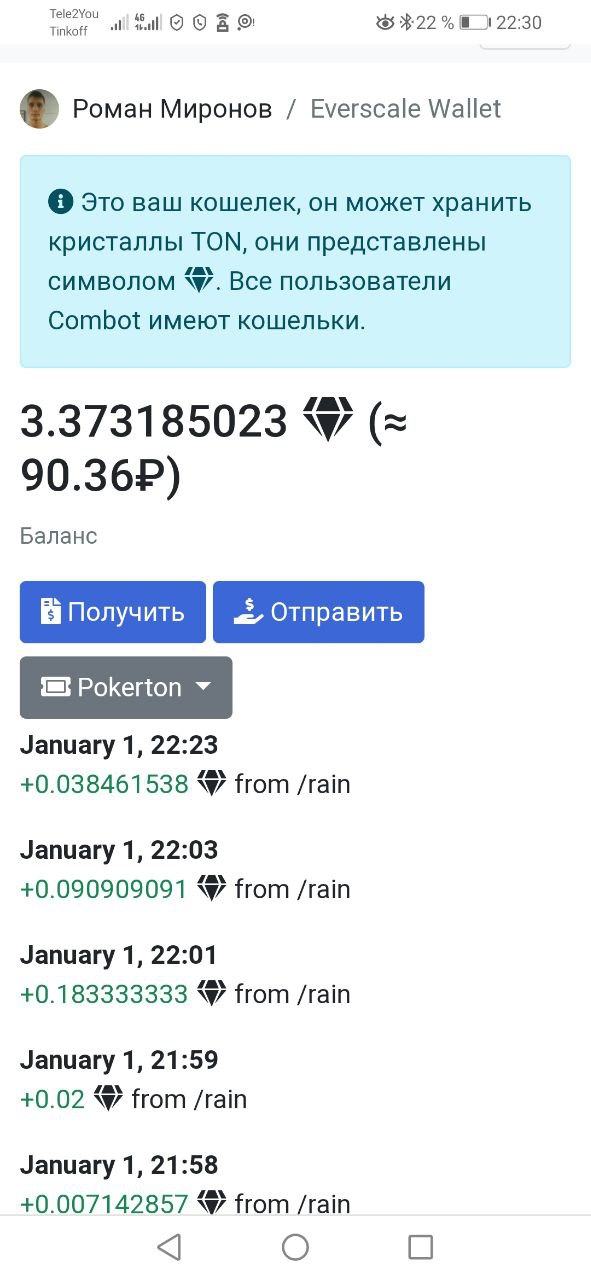 Tele2You
Tinkoff
4G
22 %
22:30
Роман Миронов / Everscale Wallet
Это ваш кошелек, он может хранить
кристаллы TON, они представлены
символом . Все пользователи
Combot имеют кошельки.
3.373185023 (≈
90.36₽)
Баланс
Получить
Отправить
Pokerton
January 1, 22:23
+0.038461538 from /rain
January 1, 22:03
+0.090909091 from /rain
January 1, 22:01
+0.183333333 from /rain
January 1, 21:59
+0.02 from /rain
January 1, 21:58
+0.007142857 from /rain